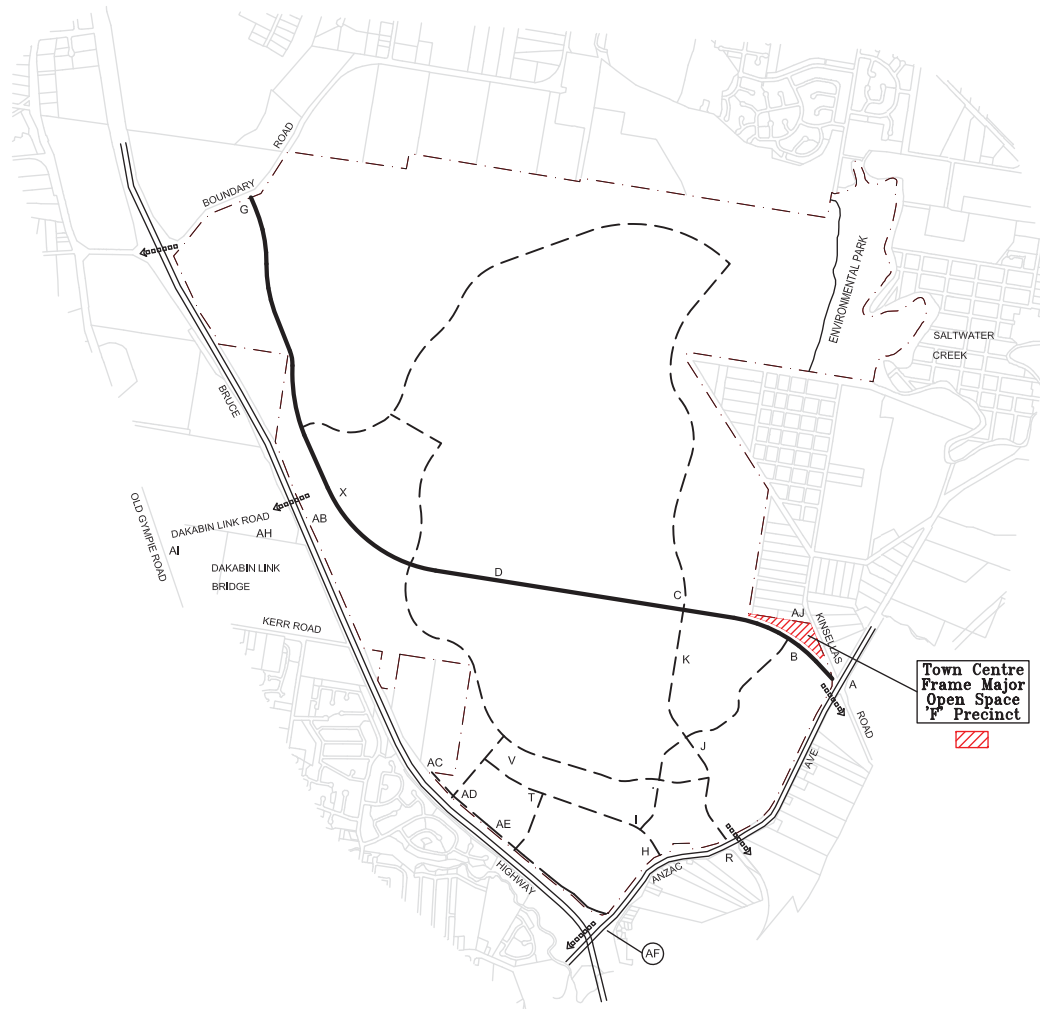 ROAD
BOUNDARY
G
ENVIRONMENTAL PARK
SALTWATER
CREEK
BRUCE
X
OLD GYMPIE ROAD
DAKABIN LINK ROAD
AB
AH
AI
DAKABIN LINK
BRIDGE
D
C
AJ
KINSELLAS
KERR ROAD
B
K
A
Town Centre
Frame Major
Open Space
'F' Precinct
ROAD
J
AVE
V
AC
AD
T
AE
I
H
R
ANZAC
HIGHWAY
AF